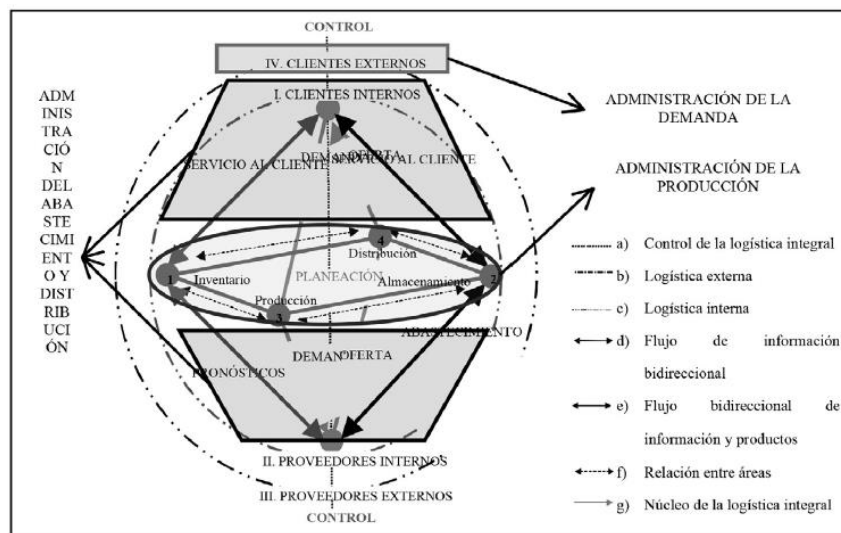 CONTROL
IV. CLIENTES EXTERNOS
I. CLIENTES INTERNOS
DEMAN
OFERTA
SERVICIO AL CLIENTE
SERVICIO AL CLIENTE
4
Distribución
1
Inventario
PLANEACIÓN
Almacenamiento
2
Producción
3
ABASTECIMIENTO
DEMAN
OFERTA
PRONÓSTICOS
II. PROVEEDORES INTERNOS
III. PROVEEDORES EXTERNOS
CONTROL
ADM
INIS
TRA
CIÓ
N
DEL
ABA
STE
CIMI
ENT
O Y
DIST
RIB
UCI
ÓN
ADMINISTRACIÓN DE LA
DEMANDA
ADMINISTRACIÓN DE LA
PRODUCCIÓN
a) Control de la logística integral
b) Logística externa
c) Logística interna
d) Flujo de información
bidireccional
e) Flujo bidireccional de
información y productos
f) Relación entre áreas
g) Núcleo de la logística integral